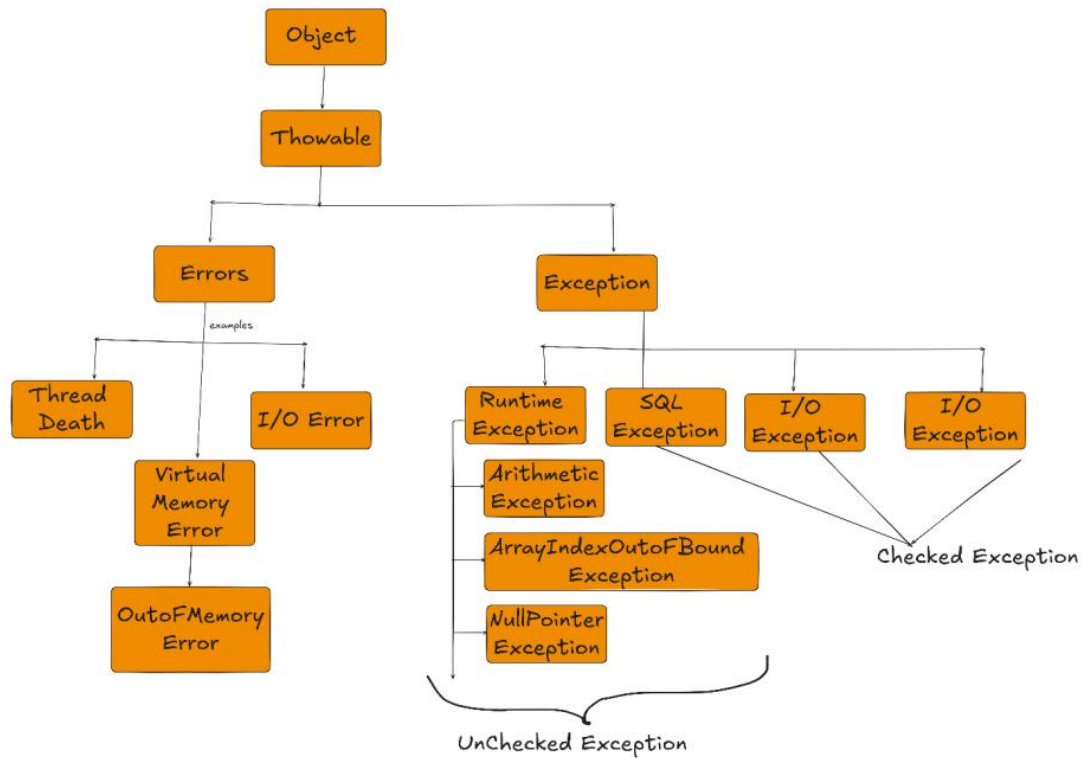 Object
Thowable
Errors
Exception
examples
Thread
Death
I/O Error
Runtime
Exception
SQL
Exception
I/O
Exception
I/O
Exception
Virtual
Memory
Error
Arithmetic
Exception
ArrayIndexOutoFBound
Exception
Checked Exception
OutoFMemory
Error
NullPointer
Exception
UnChecked Exception